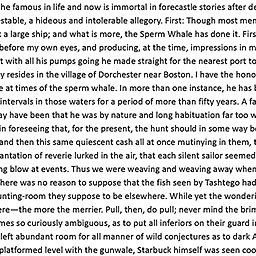 the famous in life and now is immortal in forecastle stories after de
stable, a hideous and intolerable allegory. First: Though most men
k a large ship; and what is more, the Sperm Whale has done it. Firs
before my own eyes, and producing, at the time, impressions in m
t with all his pumps going he made straight for the nearest port to
y resides in the village of Dorchester near Boston. I have the hono
e at times of the sperm whale. In more than one instance, he has b
intervals in those waters for a period of more than fifty years. A fa
ay have been that he was by nature and long habituation far too w
in foreseeing that, for the present, the hunt should in some way b
and then this same quiescent cash all at once mutinying in them, t
antation of reverie lurked in the air, that each silent sailor seemed
ng blow at events. Thus we were weaving and weaving away when
here was no reason to suppose that the fish seen by Tashtego had
unting-room they suppose to be elsewhere. While yet the wonderi
ere—the more the merrier. Pull, then, do pull; never mind the brim
mes so curiously ambiguous, as to put all inferiors on their guard i
left abundant room for all manner of wild conjectures as to dark A
platformed level with the gunwale, Starbuck himself was seen coo